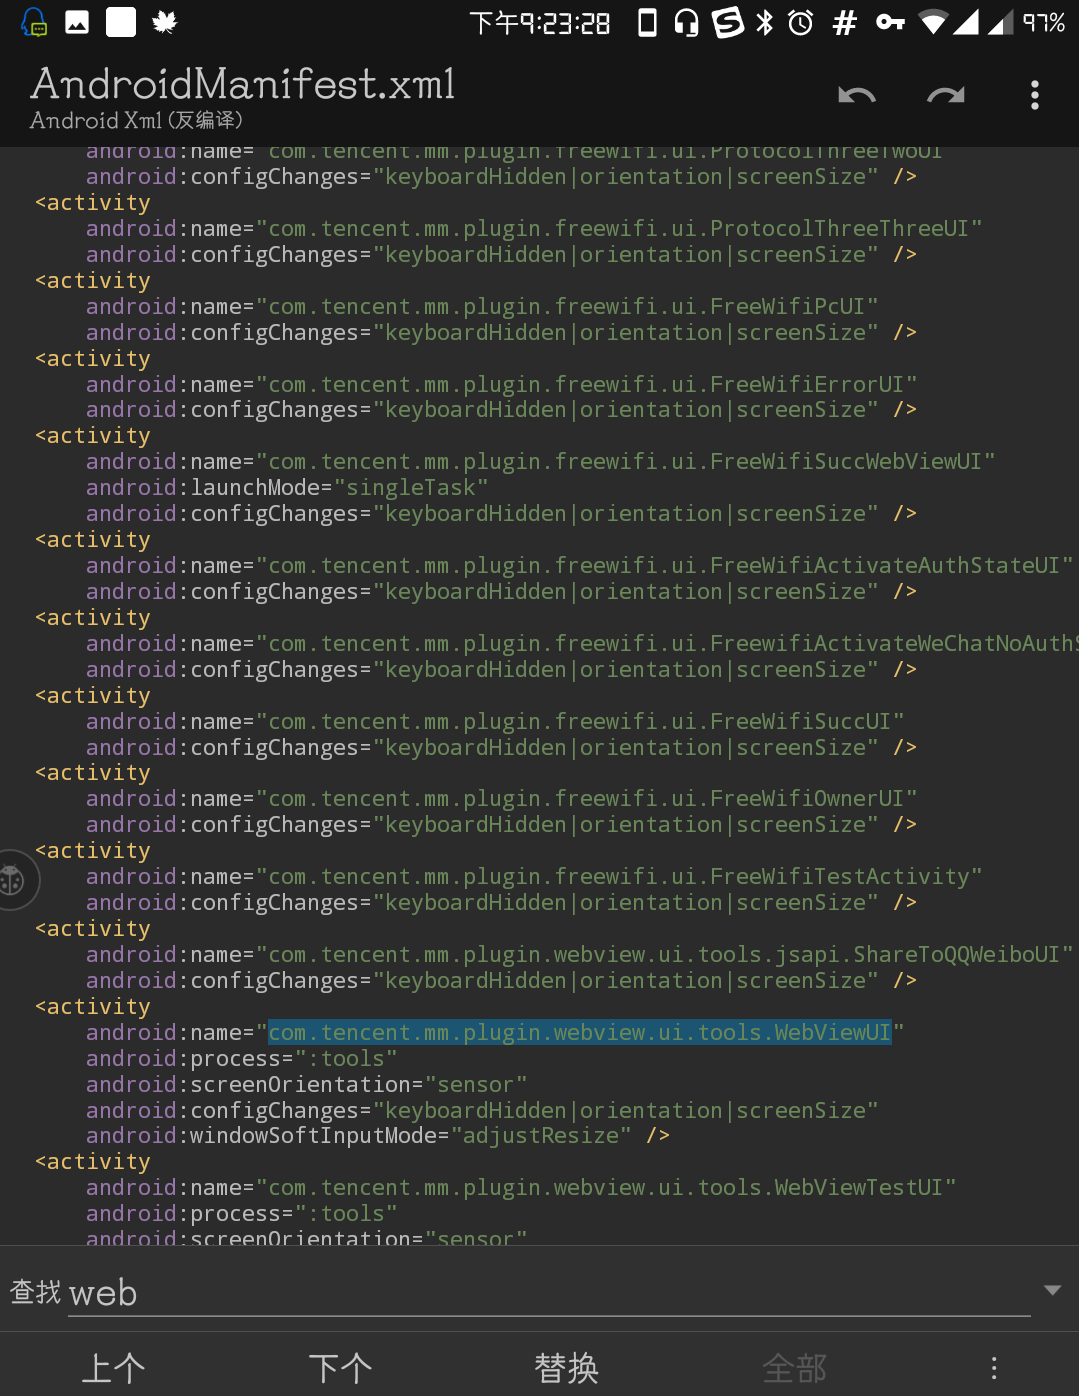 下午9:23:28 97%
AndroidManifest.xml
Android Xml (反编译)
android:name="com.tencent.mm.plugin.freewifi.ui.ProtocolThreeTwoUI
android:configChanges="keyboardHidden|orientation|screenSize" />
<activity
android:name="com.tencent.mm.plugin.freewifi.ui.ProtocolThreeThreeUI"
android:configChanges="keyboardHidden|orientation|screenSize" />
<activity
android:name="com.tencent.mm.plugin.freewifi.ui.FreeWifiPcUI"
android:configChanges="keyboardHidden|orientation|screenSize" />
<activity
android:name="com.tencent.mm.plugin.freewifi.ui.FreeWifiErrorUI"
android:configChanges="keyboardHidden|orientation|screenSize" />
<activity
android:name="com.tencent.mm.plugin.freewifi.ui.FreeWifiSuccWebViewUI"
android:launchMode="singleTask"
android:configChanges="keyboardHidden|orientation|screenSize" />
<activity
android:name="com.tencent.mm.plugin.freewifi.ui.FreeWifiActivateAuthStateUI"
android:configChanges="keyboardHidden|orientation|screenSize" />
<activity
android:name="com.tencent.mm.plugin.freewifi.ui.FreewifiActivateWeChatNoAuthS
android:configChanges="keyboardHidden|orientation|screenSize" />
<activity
android:name="com.tencent.mm.plugin.freewifi.ui.FreeWifiSuccUI"
android:configChanges="keyboardHidden|orientation|screenSize" />
<activity
android:name="com.tencent.mm.plugin.freewifi.ui.FreeWifiOwnerUI"
android:configChanges="keyboardHidden|orientation|screenSize" />
<activity
android:name="com.tencent.mm.plugin.freewifi.ui.FreeWifiTestActivity"
android:configChanges="keyboardHidden|orientation|screenSize" />
<activity
android:name="com.tencent.mm.plugin.webview.ui.tools.jsapi.ShareToQQWeiboUI"
android:configChanges="keyboardHidden|orientation|screenSize" />
<activity
android:name="com.tencent.mm.plugin.webview.ui.tools.WebViewUI"
android:process=":tools"
android:screenOrientation="sensor"
android:configChanges="keyboardHidden|orientation|screenSize"
android:windowSoftInputMode="adjustResize" />
<activity
android:name="com.tencent.mm.plugin.webview.ui.tools.WebViewTestUI"
android:process=":tools"
android:screenOrientation="sensor"
查找 web
上个 下个 替换 全部